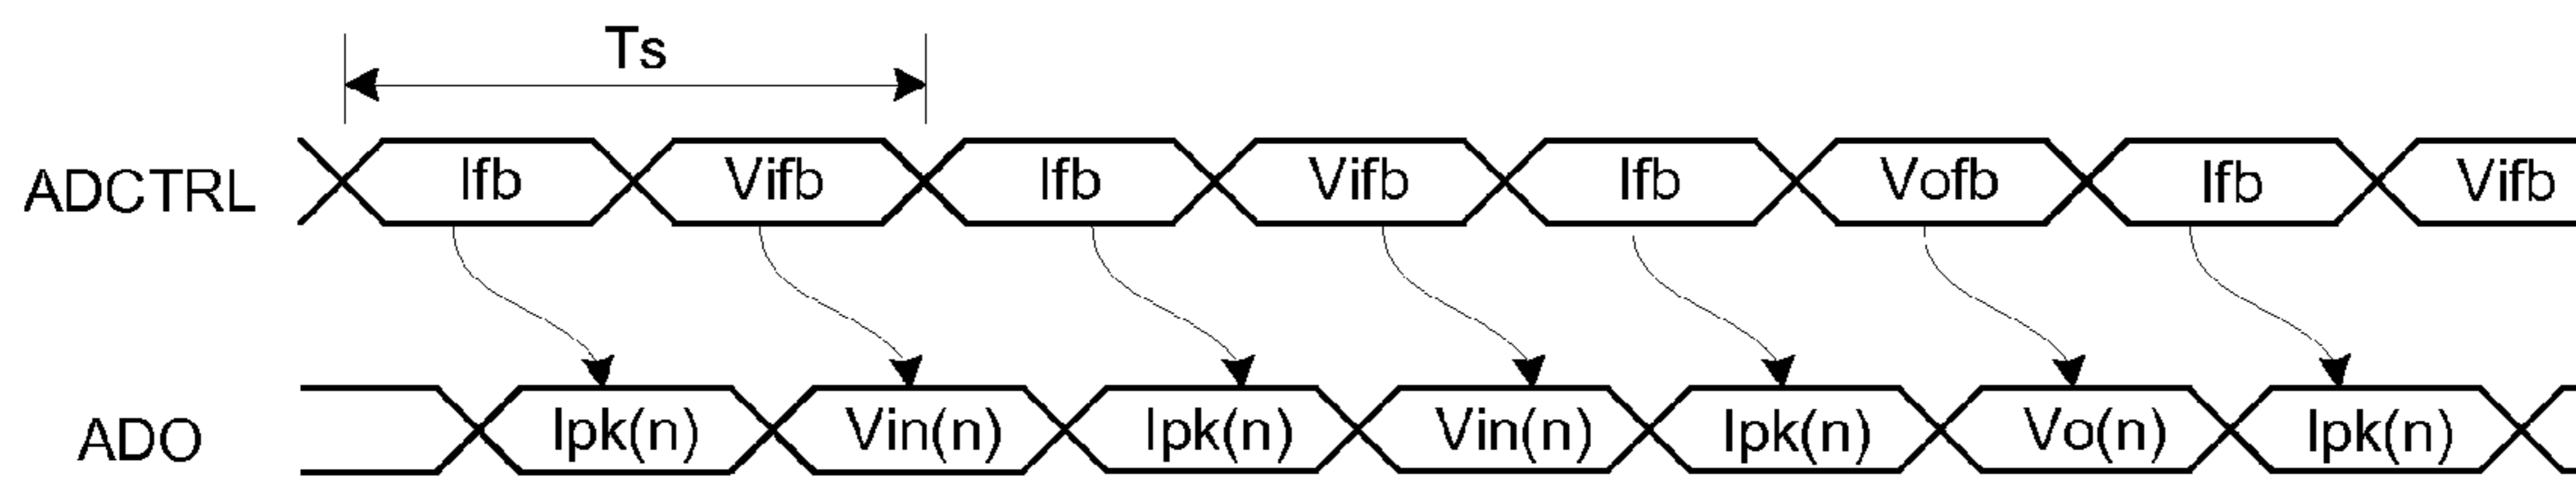 Ts
ADCTRL Ifb Vifb Ifb Vifb Ifb Vofb Ifb Vifb
ADO Ipk(n) Vin(n) Ipk(n) Vin(n) Ipk(n) Vo(n) Ipk(n)